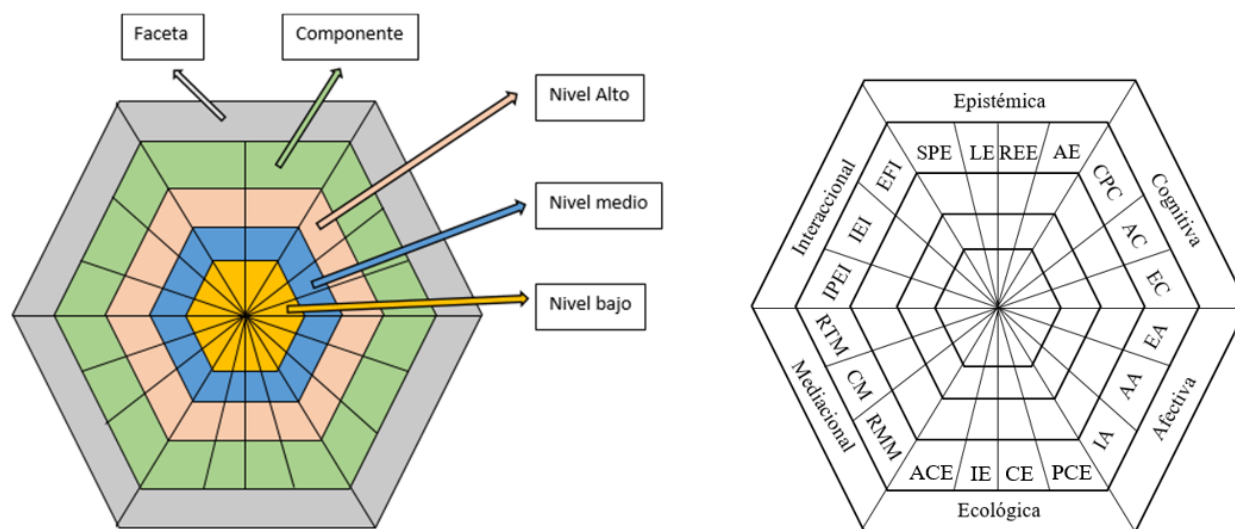 Faceta
Componente
Nivel Alto
Nivel medio
Nivel bajo
Epistémica
SPE LE REE AE
Cognitiva
CPC
AC
EC
Afectiva
EA
AA
IA
Ecológica
ACE IE CE PCE
Mediacional
RTM
CM
RMM
Interaccional
EFI
IEI
IPEI